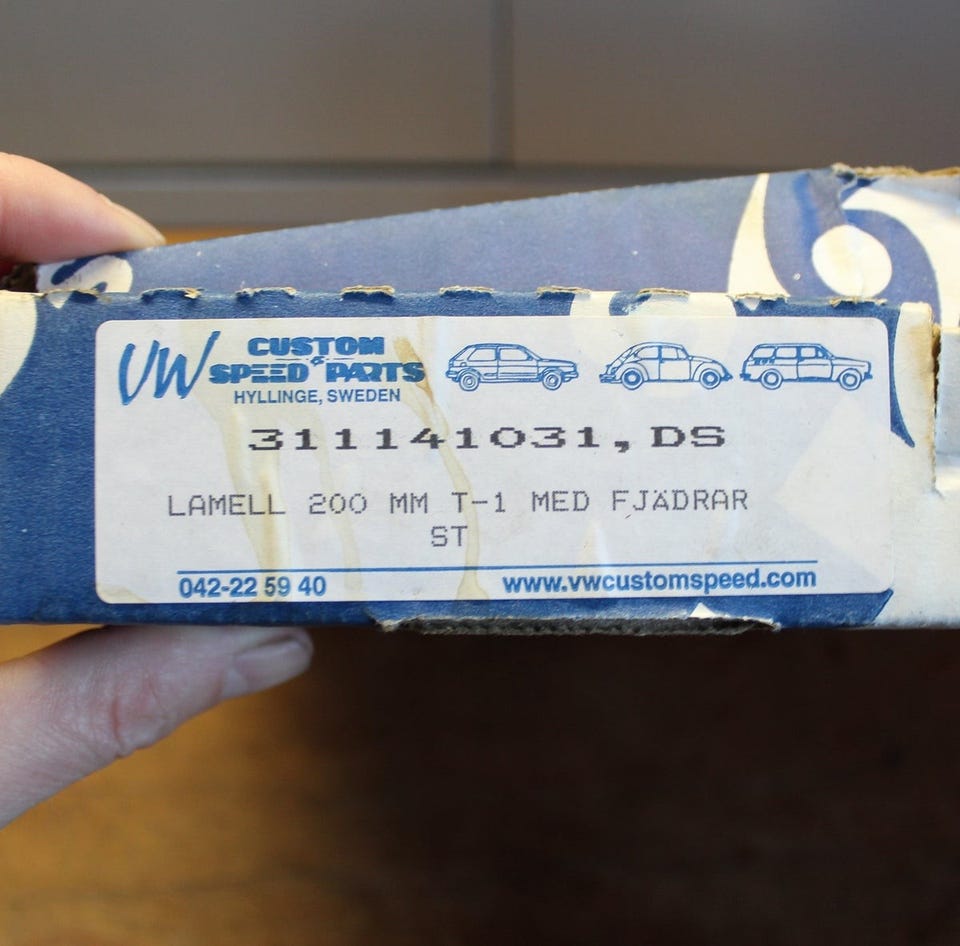 VW CUSTOM & SPEED PARTS
HYLLINGE, SWEDEN
311141031,DS
LAMELL 200 MM T-1 MED FJÄDRAR
ST
042-22 59 40
www.vwcustomspeed.com